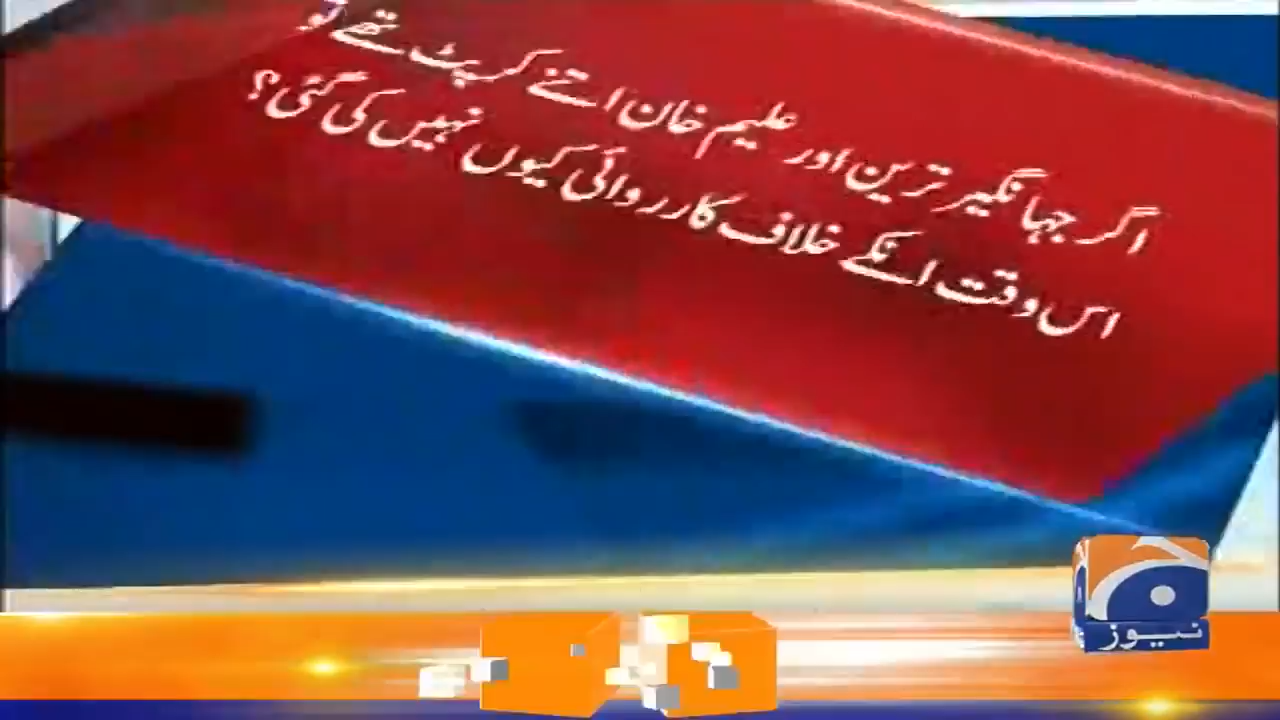 اگر جہانگیر ترین اور علیم خان اتنے کرپٹ تھے تو
اس وقت انکے خلاف کارروائی کیوں نہیں کی گئی؟
ج
نیوز